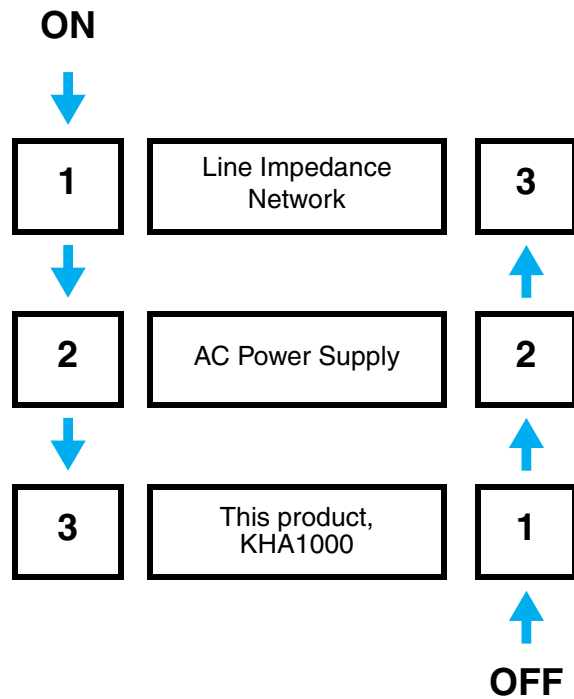 ON
1
Line Impedance
Network
3
2
AC Power Supply
2
3
This product,
KHA1000
1
OFF